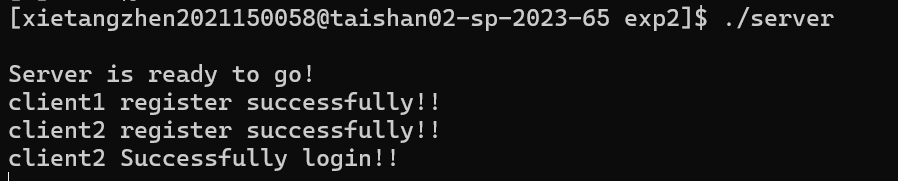 [xietangzhen2021150058@taishan02-sp-2023-65 exp2]$ ./server
Server is ready to go!
client1 register successfully!!
client2 register successfully!!
client2 Successfully login!!